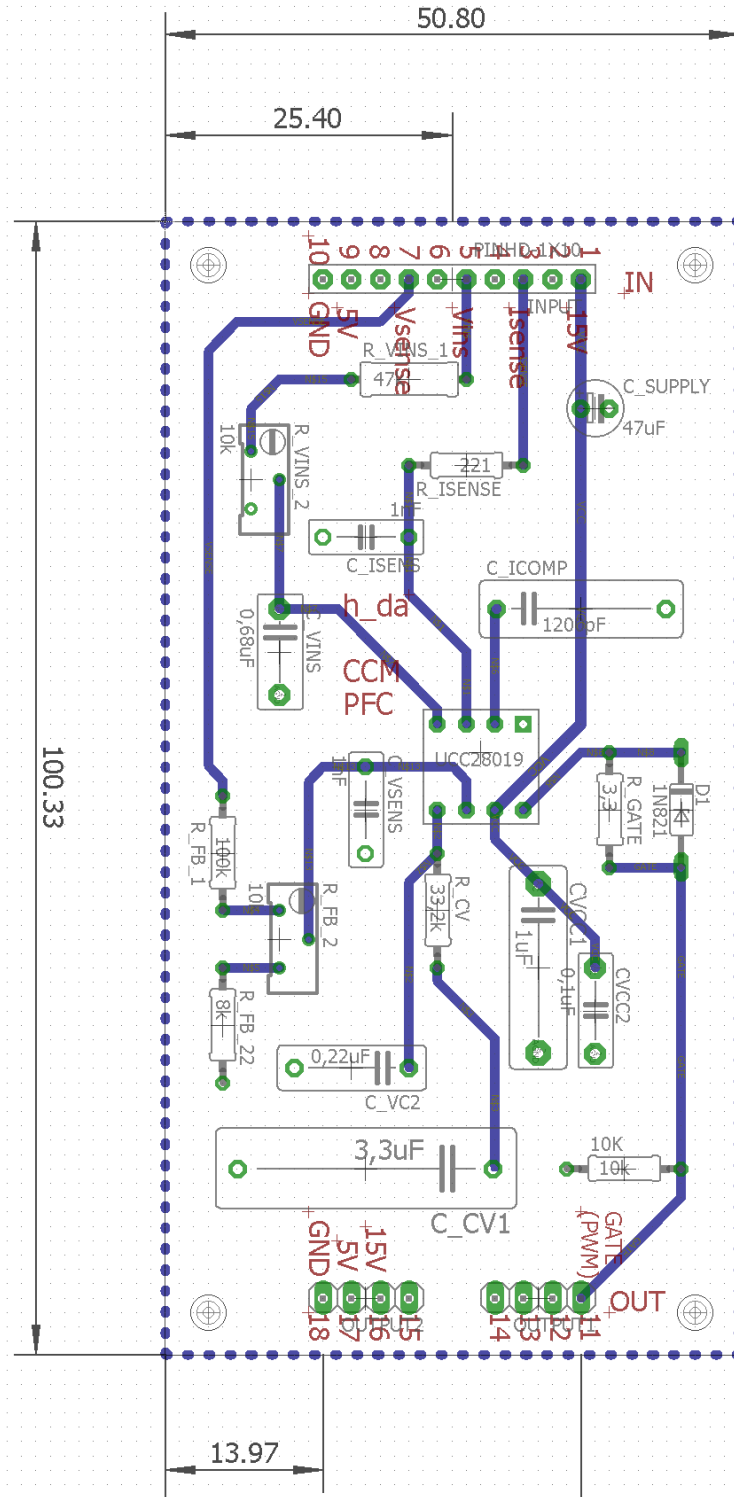 50.80
25.40
10
9
8
7
6
5
4
3
2
1
PINHD-1X10
IN
INPUT
GND
5V
Vsense
Vins
Isense
15V
R_VINS_1
C_SUPPLY
47uF
10k
R_VINS_2
221
R_ISENSE
1nF
C_ISENS
C_ICOMP
h_da
0,68uF
C_VINS
CCM
PFC
UCC28019
100.33
1nF
C_VSENS
3.3
R_GATE
1N821
D1
R_FB_1
100k
R_FB_2
R_CV
33,2k
CVCC1
1uF
0,1uF
CVCC2
8k
R_FB_22
0,22uF
C_VC2
10K
10k
3,3uF
C_CV1
GND
5V
15V
GATE
(PWM)
OUT
OUTPUT2
OUTPUT1
18
17
16
15
14
13
12
11
13.97